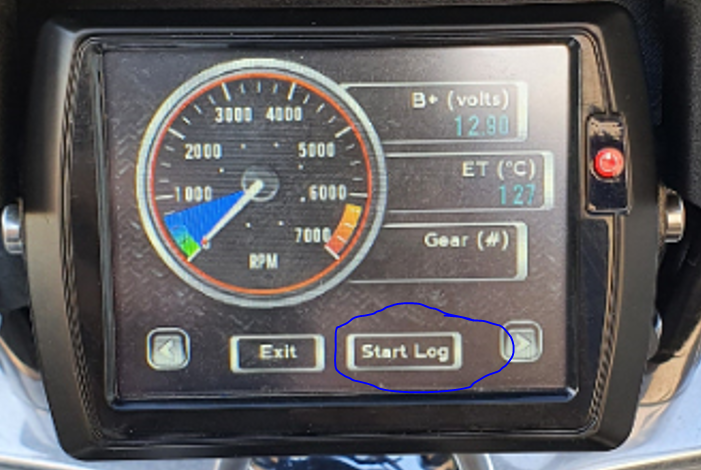 3000 4000
B+ (volts)
12.90
2000
5000
ET (°C)
127
1000
6000
7000
Gear (#)
RPM
Exit
Start Log